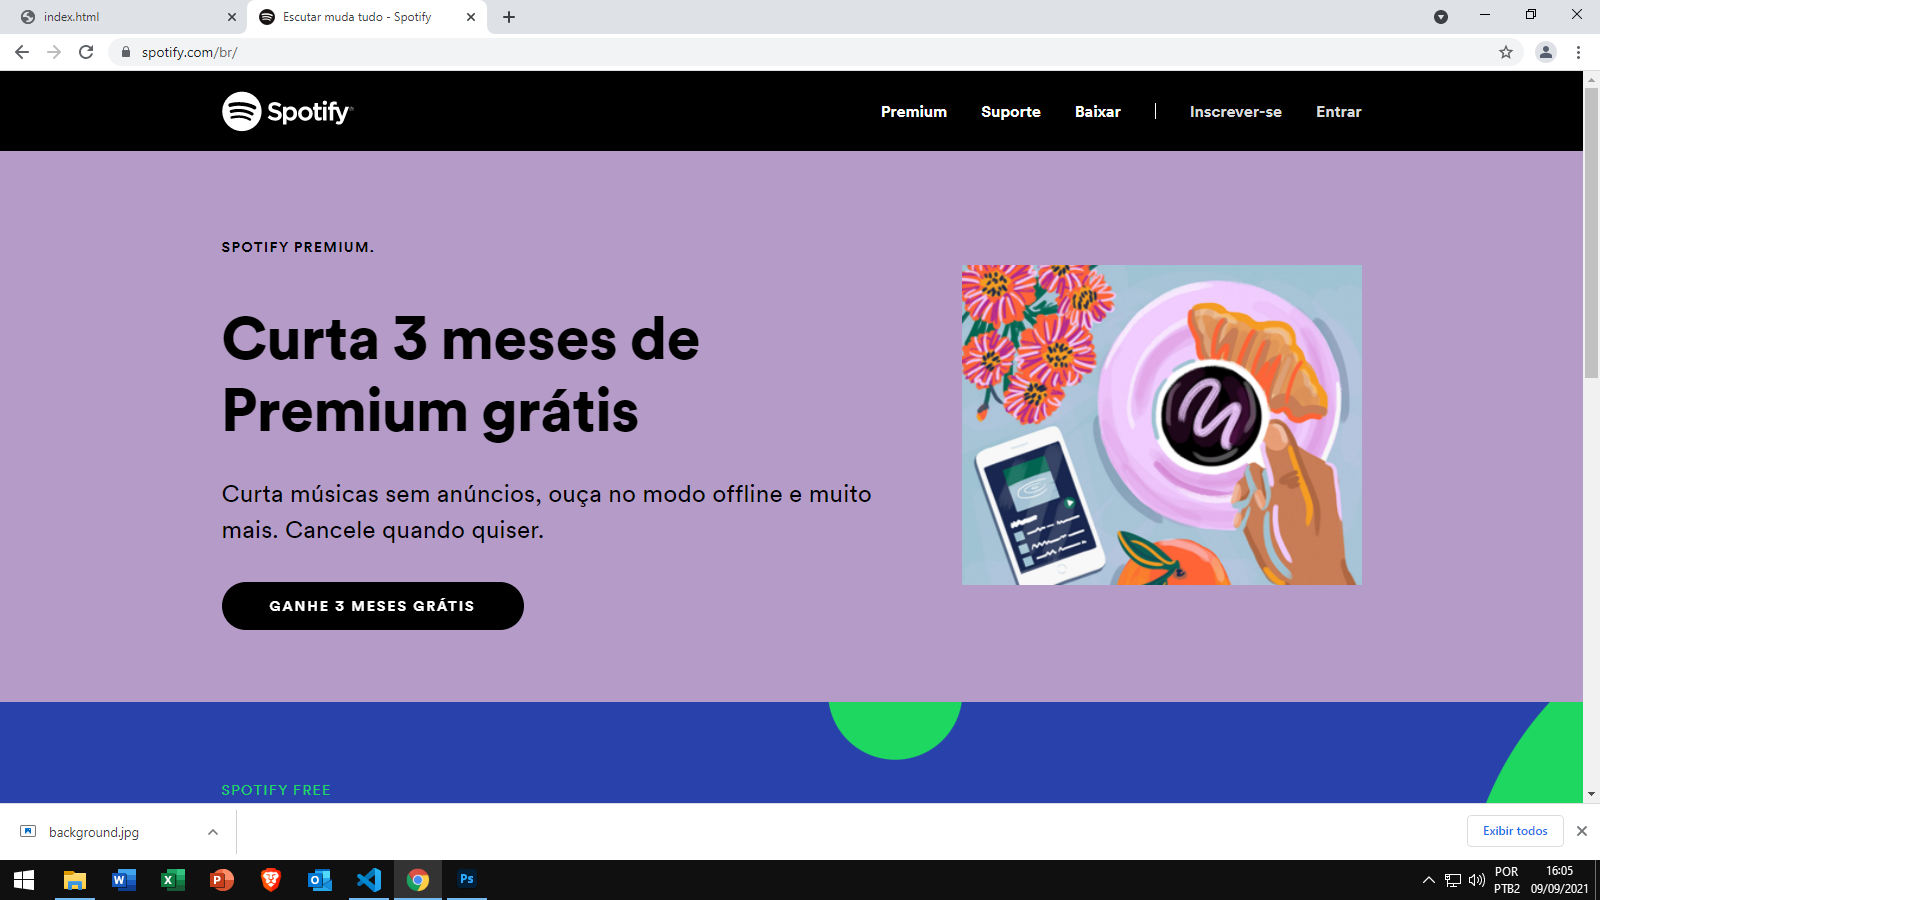 index.html
Escutar muda tudo - Spotify
spotify.com/br/
Spotify
Premium
Suporte
Baixar
Inscrever-se
Entrar
SPOTIFY PREMIUM.
Curta 3 meses de
Premium grátis
Curta músicas sem anúncios, ouça no modo offline e muito
mais. Cancele quando quiser.
GANHE 3 MESES GRÁTIS
SPOTIFY FREE
background.jpg
Exibir todos
W
X
P
O
Ps
POR
PTB2
16:05
09/09/2021